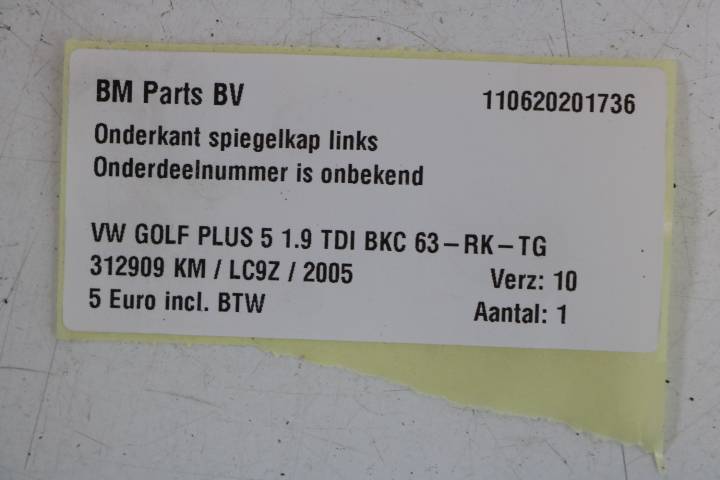 BM Parts BV 110620201736
Onderkant spiegelkap links
Onderdeelnummer is onbekend
VW GOLF PLUS 5 1.9 TDI BKC 63-RK-TG
312909 KM / LC9Z / 2005 Verz: 10
5 Euro incl. BTW Aantal: 1